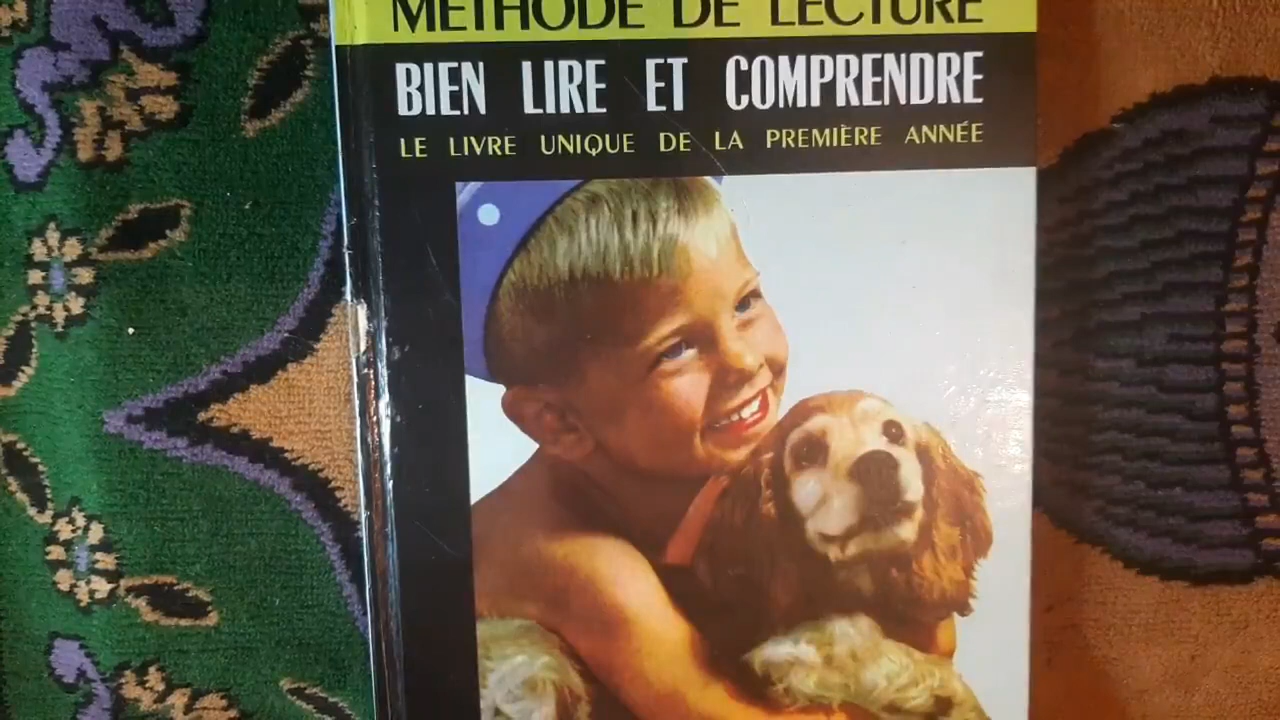 MÉTHODE DE LECTURE
BIEN LIRE ET COMPRENDRE
LE LIVRE UNIQUE DE LA PREMIÈRE ANNÉE